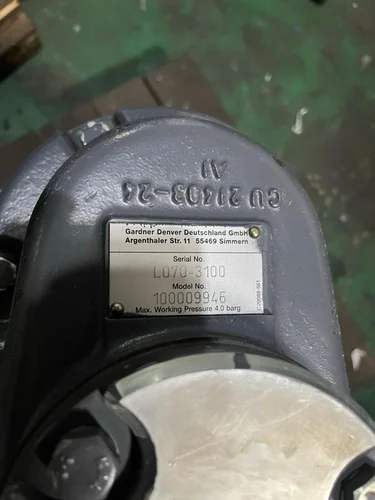 CU 21403-24
A1
Gardner Denver Deutschland GmbH
Argenthaler Str. 11 55469 Simmern
Serial No.
L070-3100
Model No.
100009946
Max. Working Pressure 4,0 barg